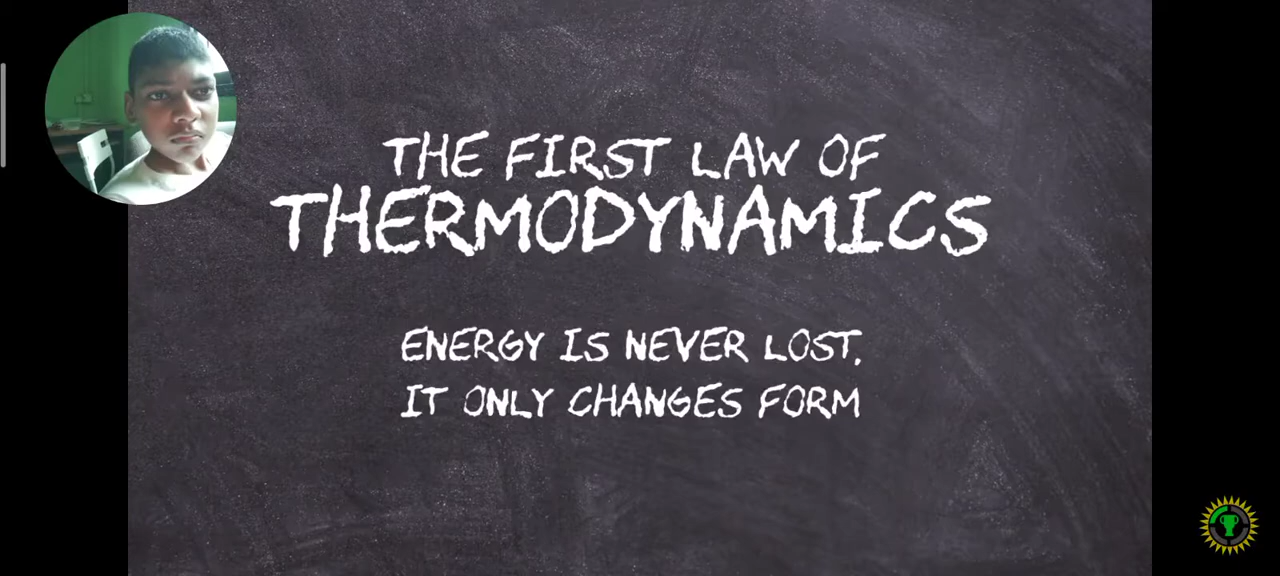 THE FIRST LAW OF
THERMODYNAMICS
ENERGY IS NEVER LOST.
IT ONLY CHANGES FORM